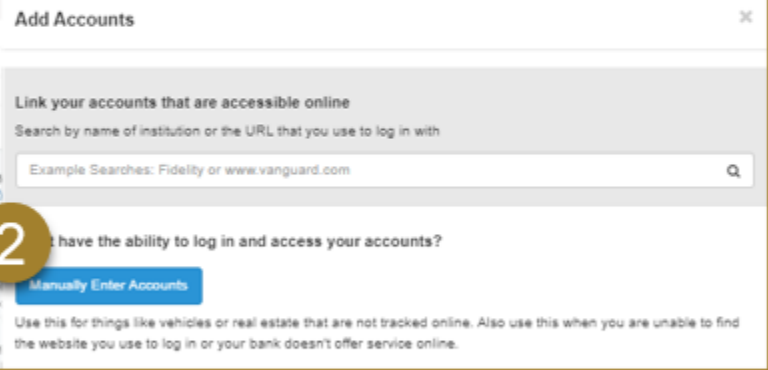 Add Accounts
×
Link your accounts that are accessible online
Search by name of institution or the URL that you use to log in with
Example Searches: Fidelity or www.vanguard.com
2
have the ability to log in and access your accounts?
Manually Enter Accounts
Use this for things like vehicles or real estate that are not tracked online. Also use this when you are unable to find
the website you use to log in or your bank doesn't offer service online.